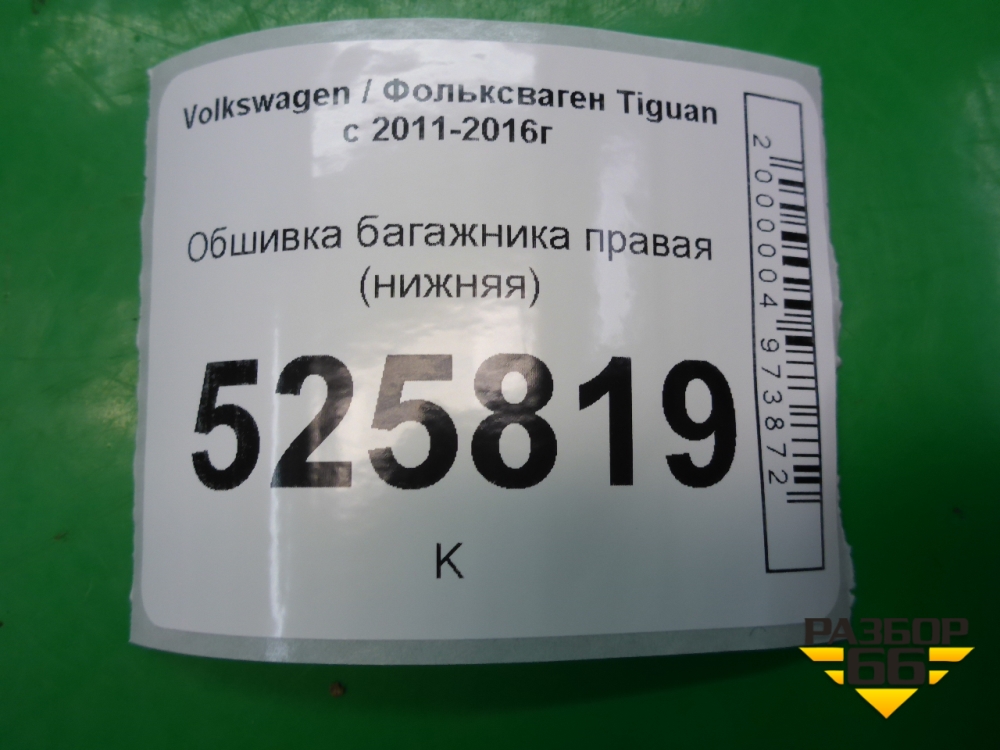 Volkswagen / Фольксваген Tiguan
с 2011-2016г
Обшивка багажника правая
(нижняя)
525819
К
2000004973872
РАЗБОР
66